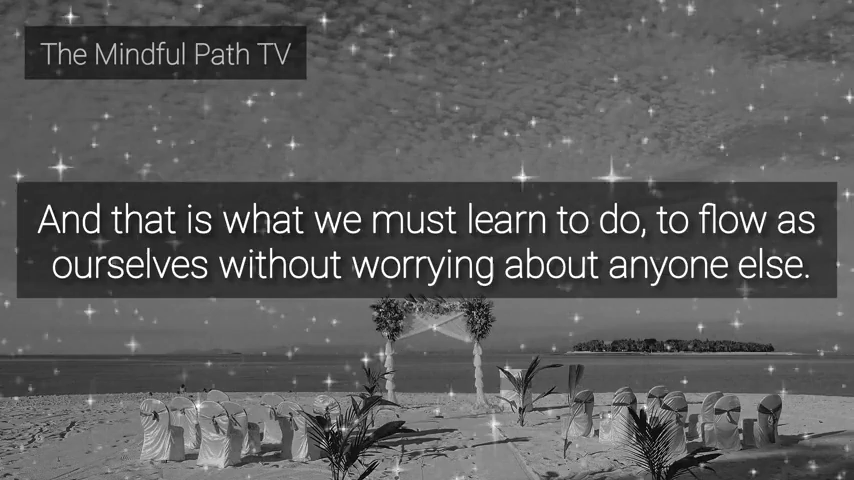 The Mindful Path TV
And that is what we must learn to do, to flow as
ourselves without worrying about anyone else.